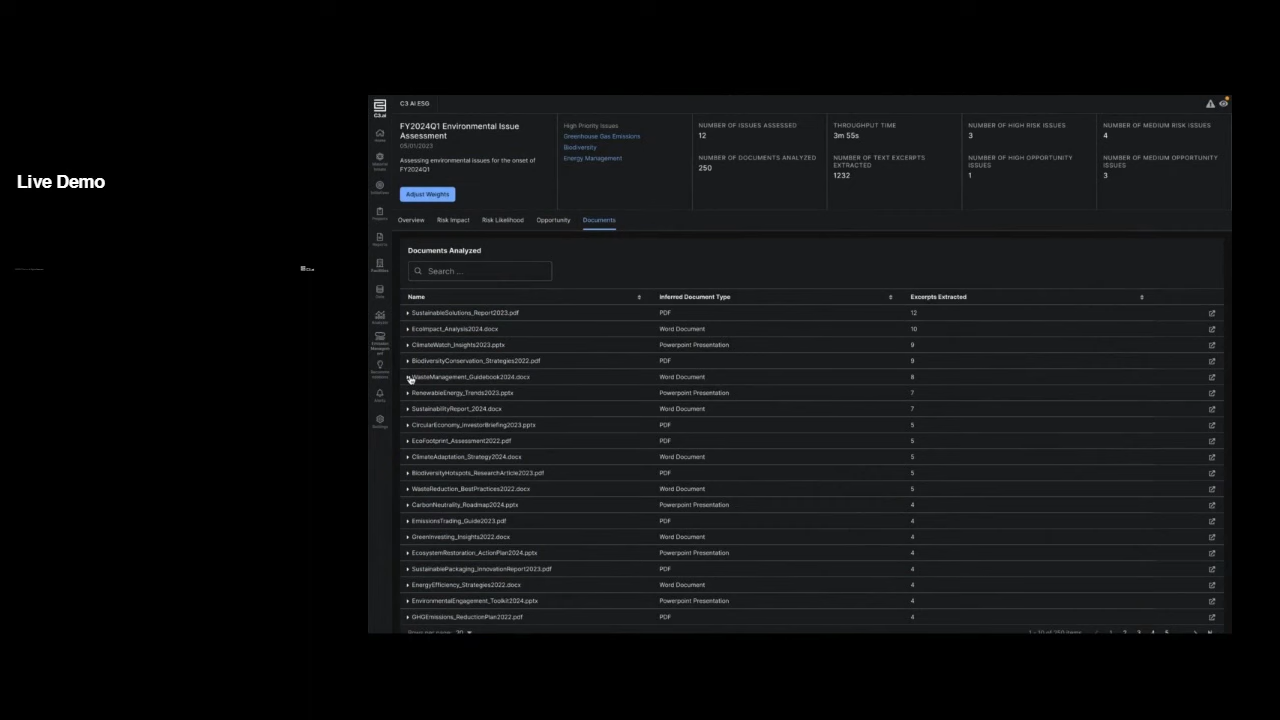 Live Demo
C3.ai
C3.ai
C3 AI ESG
FY2024Q1 Environmental Issue
Assessment
05/01/2023
Assessing environmental issues for the onset of
FY2024Q1
Adjust Weights
High Priority Issues
Greenhouse Gas Emissions
Biodiversity
Energy Management
NUMBER OF ISSUES ASSESSED
12
NUMBER OF DOCUMENTS ANALYZED
250
THROUGHPUT TIME
3m 55s
NUMBER OF TEXT EXCERPTS
EXTRACTED
1232
NUMBER OF HIGH RISK ISSUES
3
NUMBER OF HIGH OPPORTUNITY
ISSUES
1
NUMBER OF MEDIUM RISK ISSUES
4
NUMBER OF MEDIUM OPPORTUNITY
ISSUES
3
Overview Risk Impact Risk Likelihood Opportunity Documents
Documents Analyzed
Search ...
Name Inferred Document Type Excerpts Extracted
SustainableSolutions_Report2023.pdf PDF 12
EcoImpact_Analysis2024.docx Word Document 10
ClimateWatch_Insights2023.pptx Powerpoint Presentation 9
BiodiversityConservation_Strategies2022.pdf PDF 9
WasteManagement_Guidebook2024.docx Word Document 8
RenewableEnergy_Trends2023.pptx Powerpoint Presentation 7
SustainabilityReport_2024.docx Word Document 7
CircularEconomy_InvestorBriefing2023.pptx PDF 5
EcoFootprint_Assessment2022.pdf PDF 5
ClimateAdaptation_Strategy2024.docx Word Document 5
BiodiversityHotspots_ResearchArticle2023.pdf PDF 5
WasteReduction_BestPractices2022.docx Word Document 5
CarbonNeutrality_Roadmap2024.pptx Powerpoint Presentation 4
EmissionsTrading_Guide2023.pdf PDF 4
GreenInvesting_Insights2022.docx Word Document 4
EcosystemRestoration_ActionPlan2024.pptx Powerpoint Presentation 4
SustainablePackaging_InnovationReport2023.pdf PDF 4
EnergyEfficiency_Strategies2022.docx Word Document 4
EnvironmentalEngagement_Toolkit2024.pptx Powerpoint Presentation 4
GHGEmissions_ReductionPlan2022.pdf PDF 4